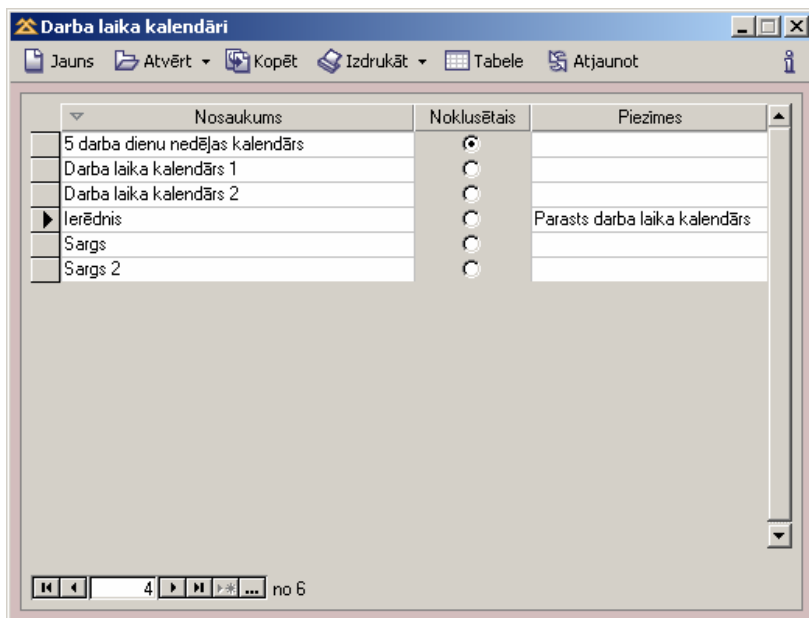 Darba laika kalendāri
Jauns Atvērt Kopēt Izdrukāt Tabele Atjaunot
Nosaukums Noklusētais Piezīmes
5 darba dienu nedēļas kalendārs
Darba laika kalendārs 1
Darba laika kalendārs 2
Ierēdnis Parasts darba laika kalendārs
Sargs
Sargs 2
4 ... no 6